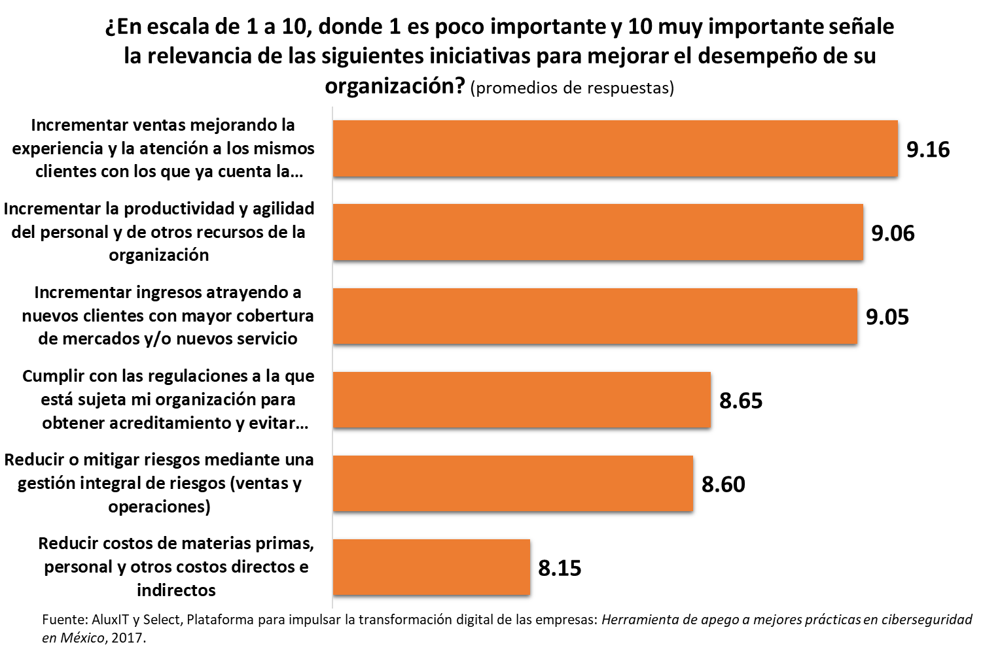 ¿En escala de 1 a 10, donde 1 es poco importante y 10 muy importante señale
la relevancia de las siguientes iniciativas para mejorar el desempeño de su
organización? (promedios de respuestas)
Incrementar ventas mejorando la
experiencia y la atención a los mismos
clientes con los que ya cuenta la...
9.16
Incrementar la productividad y agilidad
del personal y de otros recursos de la
organización
9.06
Incrementar ingresos atrayendo a
nuevos clientes con mayor cobertura
de mercados y/o nuevos servicio
9.05
Cumplir con las regulaciones a la que
está sujeta mi organización para
obtener acreditamiento y evitar...
8.65
Reducir o mitigar riesgos mediante una
gestión integral de riesgos (ventas y
operaciones)
8.60
Reducir costos de materias primas,
personal y otros costos directos e
indirectos
8.15
Fuente: AluxIT y Select, Plataforma para impulsar la transformación digital de las empresas: Herramienta de apego a mejores prácticas en ciberseguridad
en México, 2017.